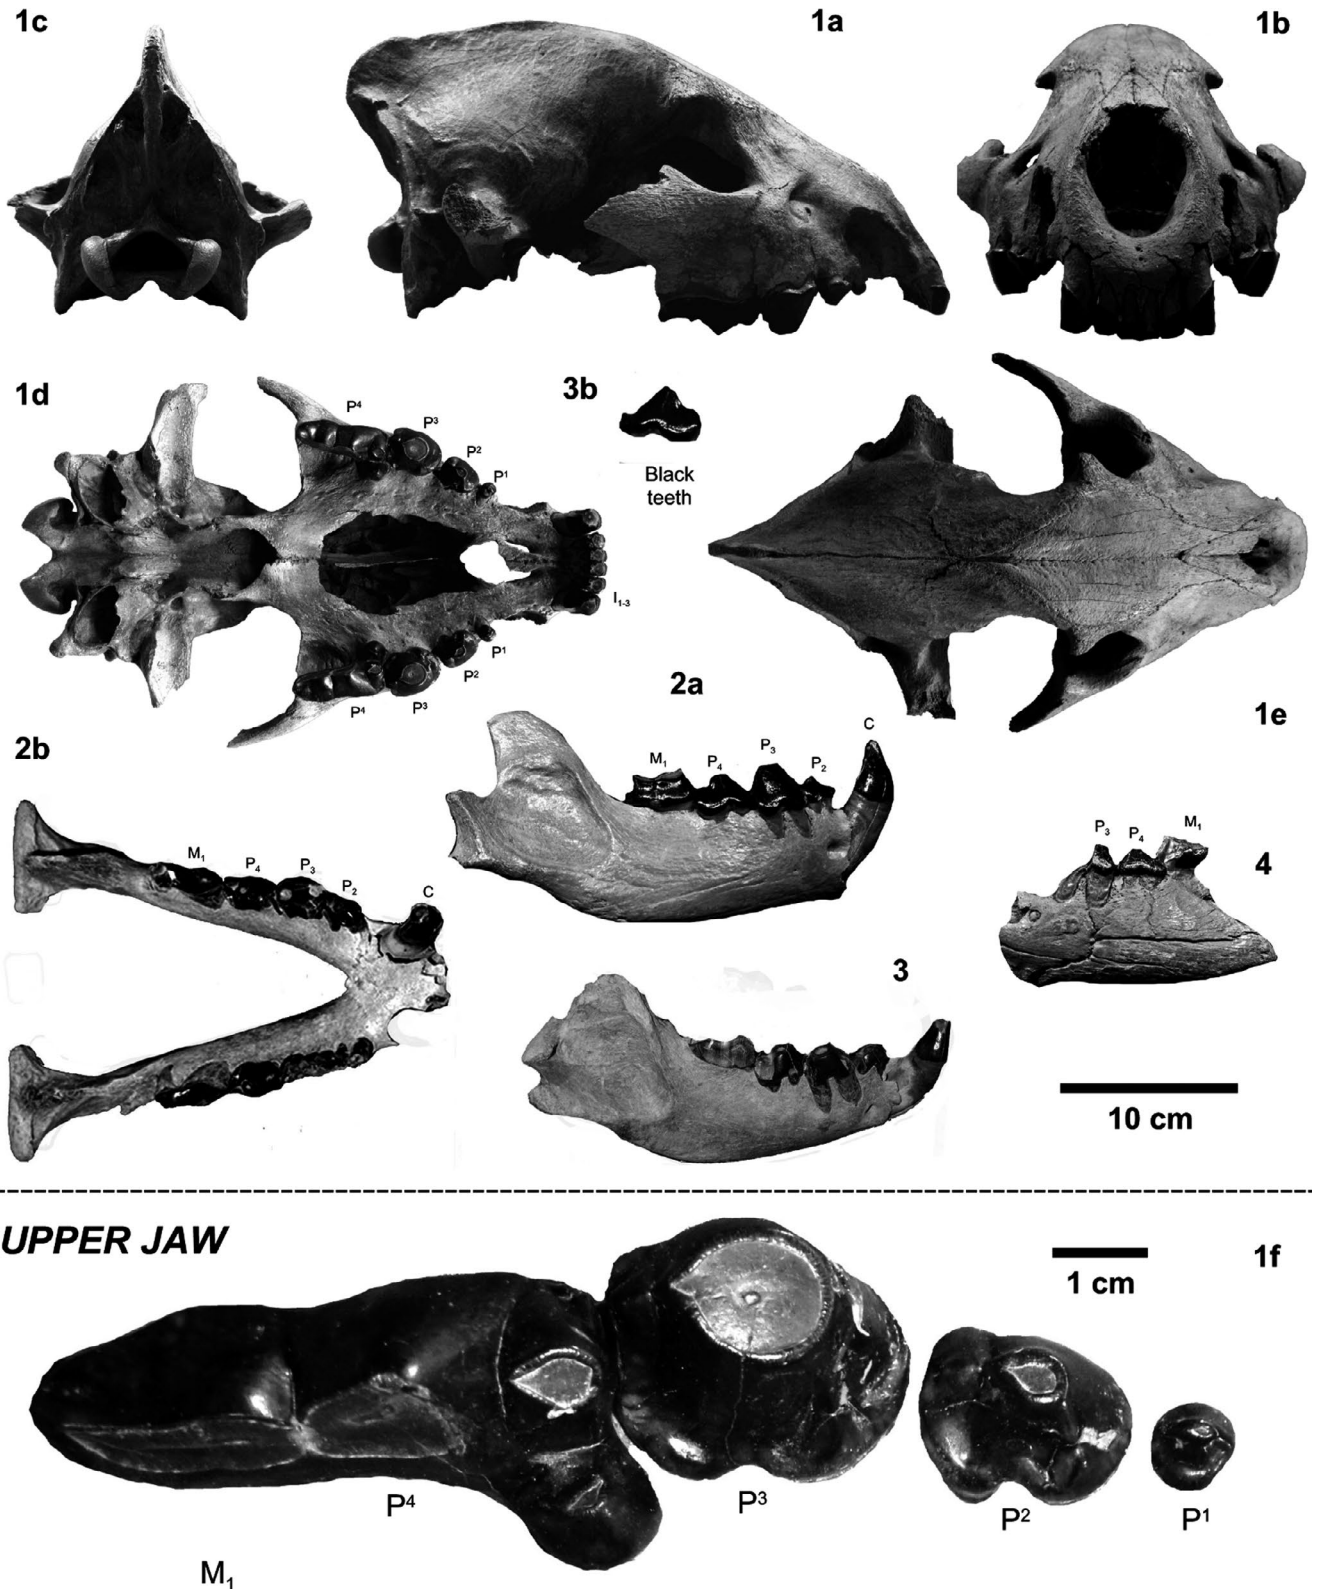 1c
1a
1b
1d
P⁴
P³
P²
P¹
I₁₋₃
P¹
P²
P³
P⁴
3b
Black
teeth
1e
2a
M₁
P₄
P₃
P₂
C
2b
M₁
P₄
P₃
P₂
C
3
P₃
P₄
M₁
4
10 cm
UPPER JAW
1 cm
1f
P⁴
P³
P²
P¹
M₁